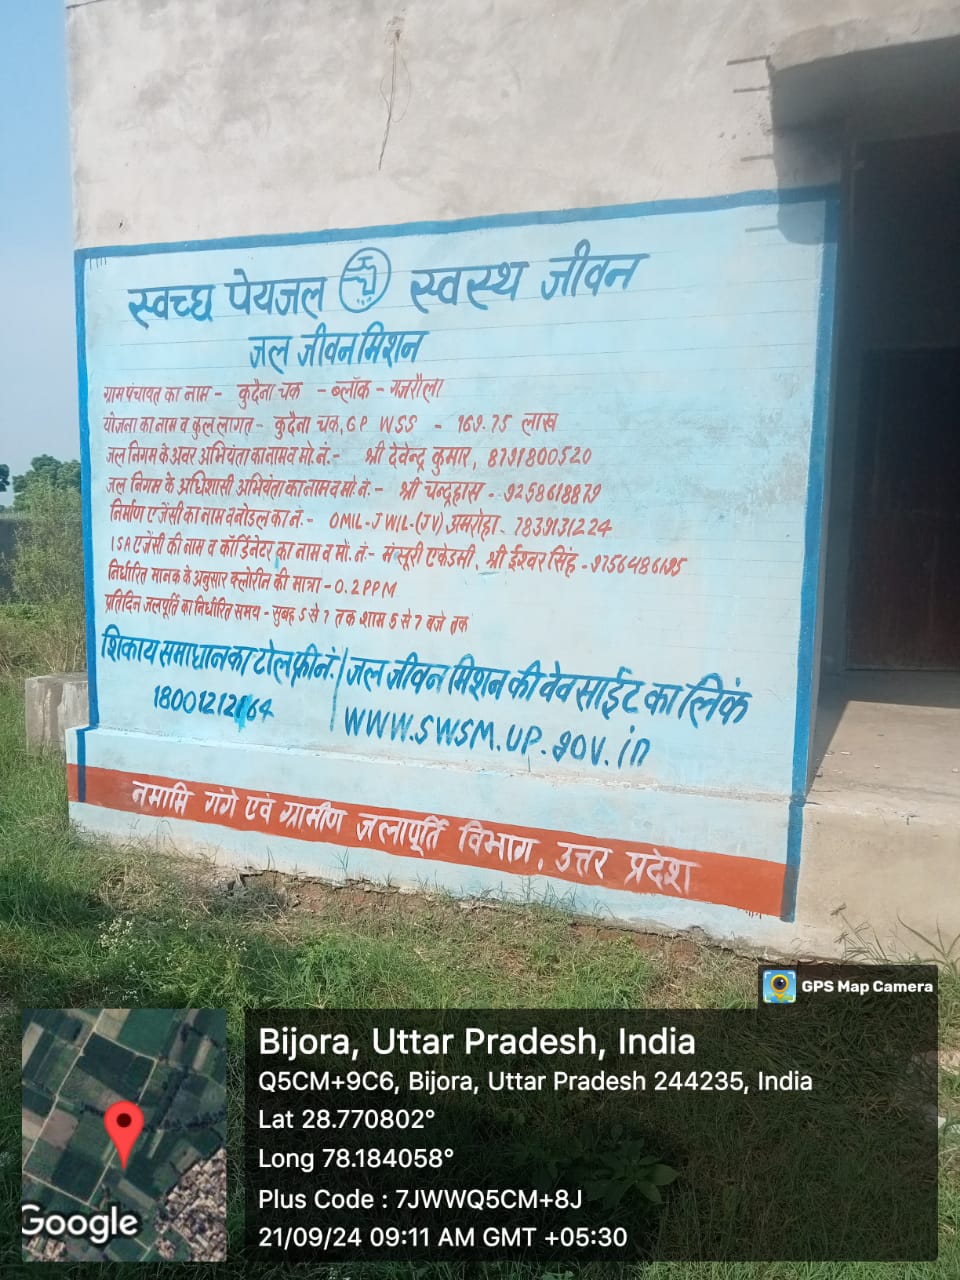 स्वच्छ पेयजल स्वस्थ जीवन
जल जीवन मिशन
ग्राम पंचायत का नाम - कुदैना चक - ब्लॉक - गजरौला
योजना का नाम व कुल लागत - कुदैना चक, GP WSS - 169.75 लाख
जल निगम के अवर अभियंता का नाम व मो. नं. - श्री देवेन्द्र कुमार, 8791800520
जल निगम के अधिशासी अभियंता का नाम व मो. नं. - श्री चन्द्रहास - 9258618879
निर्माण एजेंसी का नाम व नोडल का नं. - OMIL-JWIL-(JV) अमरोहा - 7839131224
ISA एजेंसी की नाम व कॉर्डिनेटर का नाम व मों. नं. - मंसूरी एकेडमी, श्री ईश्वर सिंह - 9756486195
निर्धारित मानक के अनुसार क्लोरीन की मात्रा - 0.2 PPM
प्रतिदिन जलपूर्ति का निर्धारित समय - सुबह 5 से 7 तक शाम 5 से 7 बजे तक
शिकाय समाधान का टोल फ्री नं. / जल जीवन मिशन की वेव साईट का लिंक
18001212164 | WWW.SWSM.UP.gov.in
नमामि गंगे एवं ग्रामीण जलापूर्ति विभाग, उत्तर प्रदेश
GPS Map Camera
Bijora, Uttar Pradesh, India
Q5CM+9C6, Bijora, Uttar Pradesh 244235, India
Lat 28.770802°
Long 78.184058°
Plus Code : 7JWWQ5CM+8J
21/09/24 09:11 AM GMT +05:30
Google